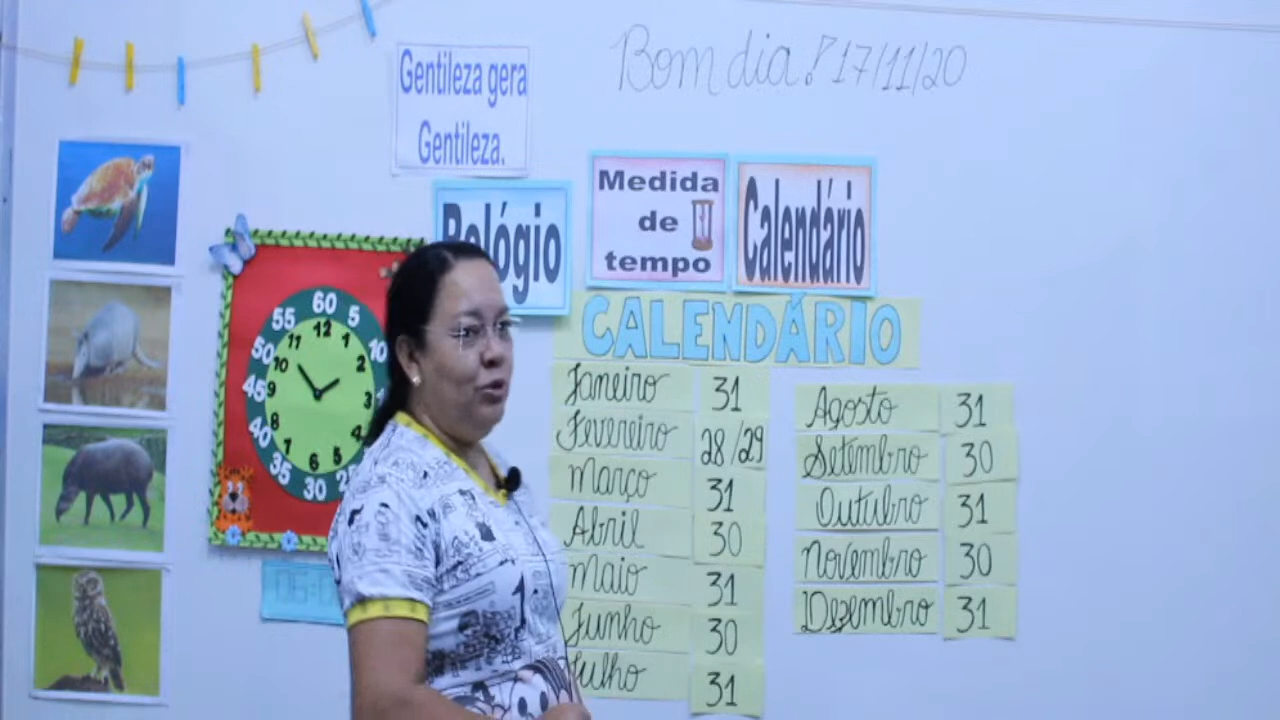 Bom dia! 17/11/20
Gentileza gera
Gentileza.
Relógio
Medida
de
tempo
Calendário
CALENDÁRIO
Janeiro 31
Fevereiro 28/29
Março 31
Abril 30
Maio 31
Junho 30
Julho 31
Agosto 31
Setembro 30
Outubro 31
Novembro 30
Dezembro 31
60
5
10
30
35
40
45
50
55
12
1
2
3
4
5
6
7
8
9
10
11